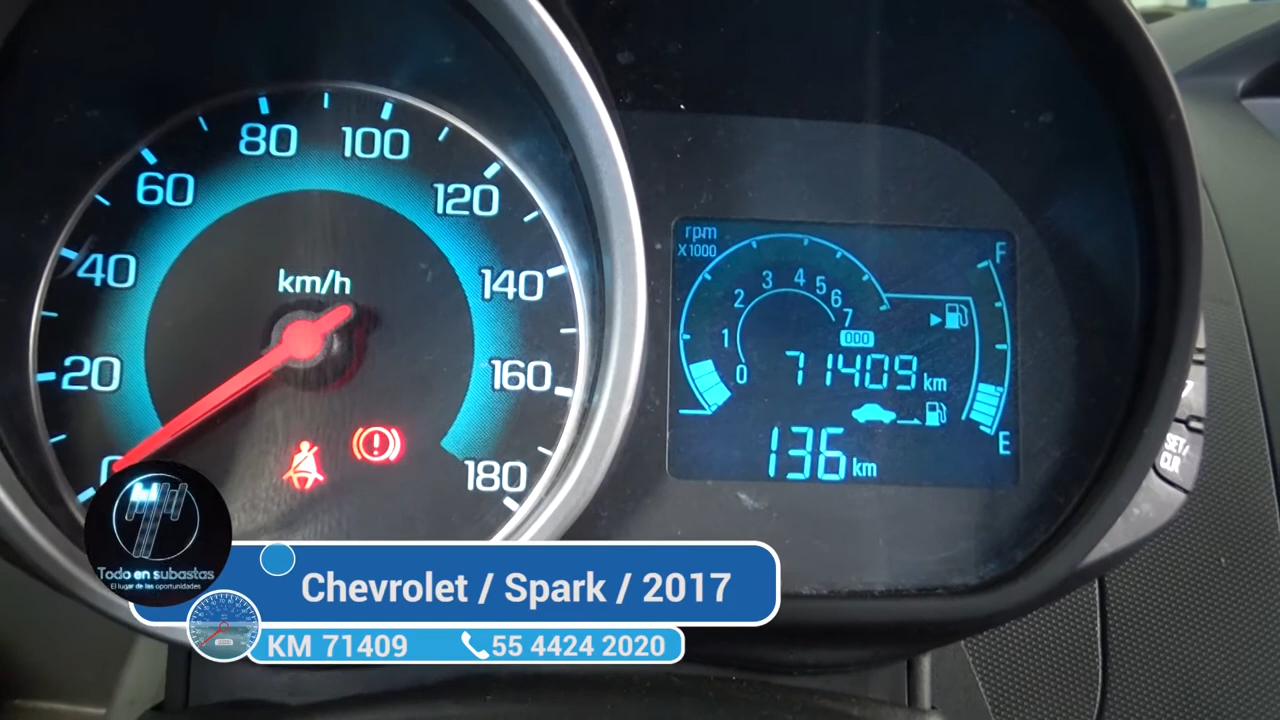 80
100
60
120
40
140
km/h
20
160
0
180
rpm
X1000
0 1 2 3 4 5 6 7
F
ODO
71409 km
136 km
E
SET/
CLR
Todo en subastas
El lugar de las oportunidades
Chevrolet / Spark / 2017
KM 71409
55 4424 2020